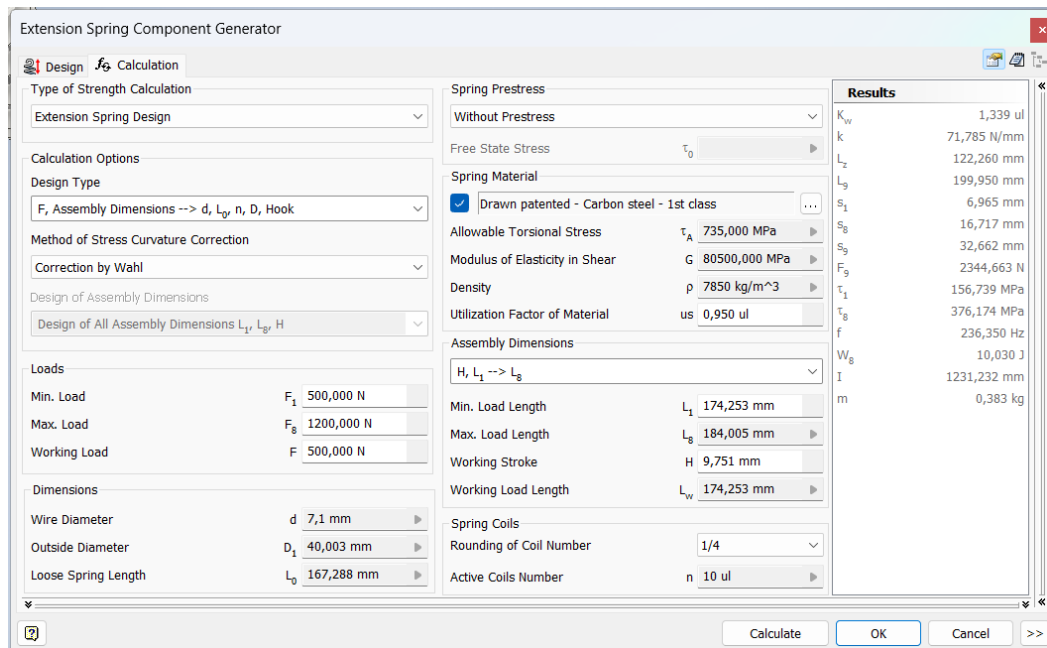 Extension Spring Component Generator
Design
Calculation
Type of Strength Calculation
Extension Spring Design
Calculation Options
Design Type
F, Assembly Dimensions --> d, L0, n, D, Hook
Method of Stress Curvature Correction
Correction by Wahl
Design of Assembly Dimensions
Design of All Assembly Dimensions L1, L8, H
Loads
Min. Load F1 500,000 N
Max. Load F8 1200,000 N
Working Load F 500,000 N
Dimensions
Wire Diameter d 7,1 mm
Outside Diameter D1 40,003 mm
Loose Spring Length L0 167,288 mm
Spring Prestress
Without Prestress
Free State Stress τ0
Spring Material
Drawn patented - Carbon steel - 1st class
...
Allowable Torsional Stress τA 735,000 MPa
Modulus of Elasticity in Shear G 80500,000 MPa
Density ρ 7850 kg/m^3
Utilization Factor of Material us 0,950 ul
Assembly Dimensions
H, L1 --> L8
Min. Load Length L1 174,253 mm
Max. Load Length L8 184,005 mm
Working Stroke H 9,751 mm
Working Load Length Lw 174,253 mm
Spring Coils
Rounding of Coil Number 1/4
Active Coils Number n 10 ul
Results
Kw 1,339 ul
k 71,785 N/mm
Lz 122,260 mm
L9 199,950 mm
s1 6,965 mm
s8 16,717 mm
s9 32,662 mm
F9 2344,663 N
τ1 156,739 MPa
τ8 376,174 MPa
f 236,350 Hz
W8 10,030 J
I 1231,232 mm
m 0,383 kg
?
Calculate
OK
Cancel
>>